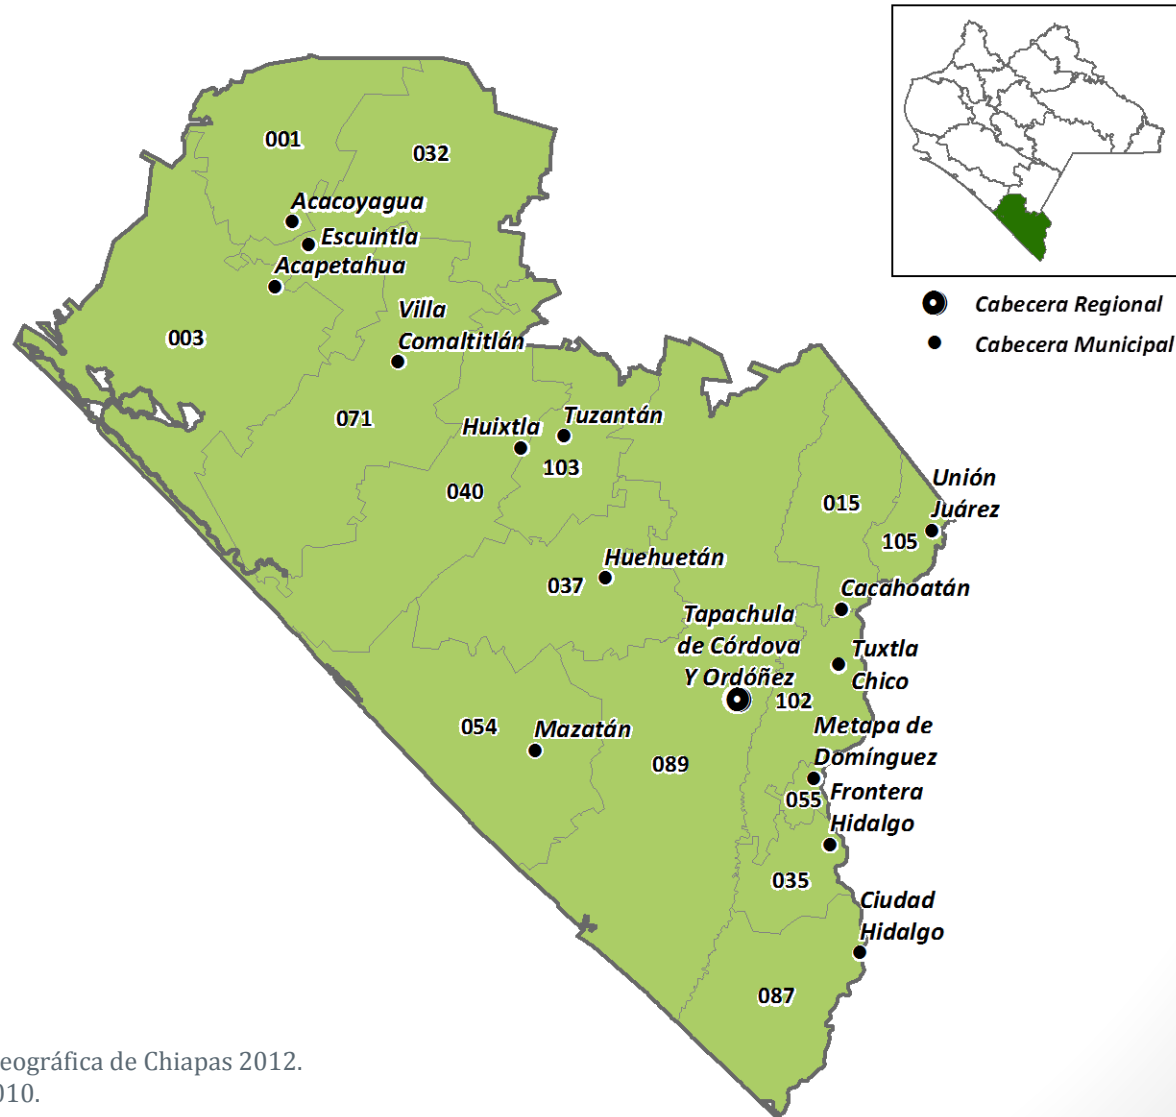 001
032
Acacoyagua
Escuintla
Acapetahua
Villa
Comaltitlán
003
Cabecera Regional
Cabecera Municipal
071
Huixtla
Tuzantán
103
040
Unión
Juárez
015
105
Huehuetán
037
Cacahoatán
Tapachula
de Córdova
Y Ordóñez
Tuxtla
Chico
102
054
Mazatán
089
Metapa de
Domínguez
055
Frontera
Hidalgo
035
Ciudad
Hidalgo
087
eográfica de Chiapas 2012.
010.